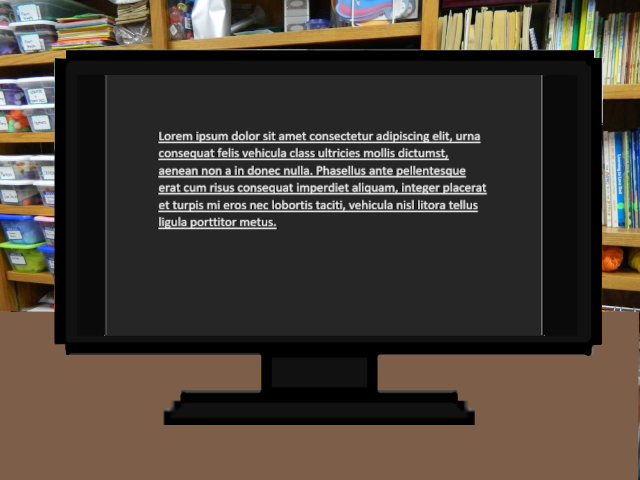 Lorem ipsum dolor sit amet consectetur adipiscing elit, urna
consequat felis vehicula class ultricies mollis dictumst,
aenean non a in donec nulla. Phasellus ante pellentesque
erat cum risus consequat imperdiet aliquam, integer placerat
et turpis mi eros nec lobortis taciti, vehicula nisl litora tellus
ligula porttitor metus.